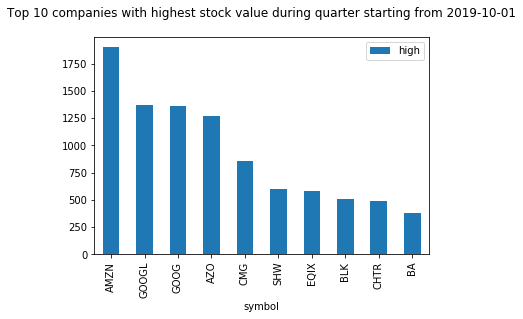 Top 10 companies with highest stock value during quarter starting from 2019-10-01
high
1750
1500
1250
1000
750
500
250
0
AMZN
GOOGL
GOOG
AZO
CMG
SHW
EQIX
BLK
CHTR
BA
symbol